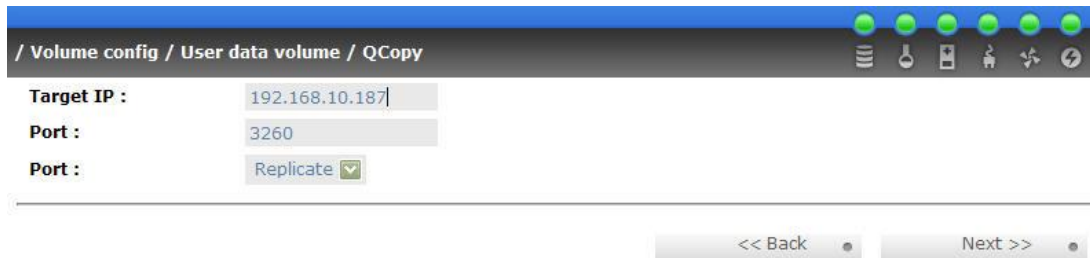 / Volume config / User data volume / QCopy
Target IP : 192.168.10.187
Port : 3260
Port : Replicate
<< Back Next >>